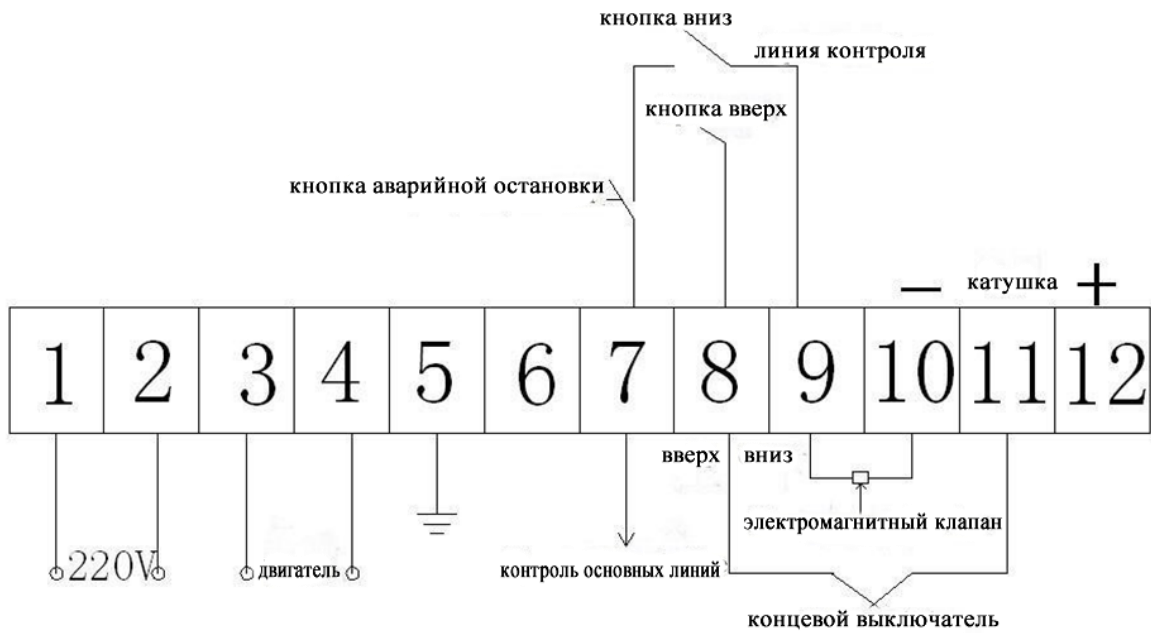 кнопка вниз
линия контроля
кнопка вверх
кнопка аварийной остановки
— катушка +
1 2 3 4 5 6 7 8 9 10 11 12
вверх вниз
электромагнитный клапан
220V двигатель контроль основных линий
концевой выключатель